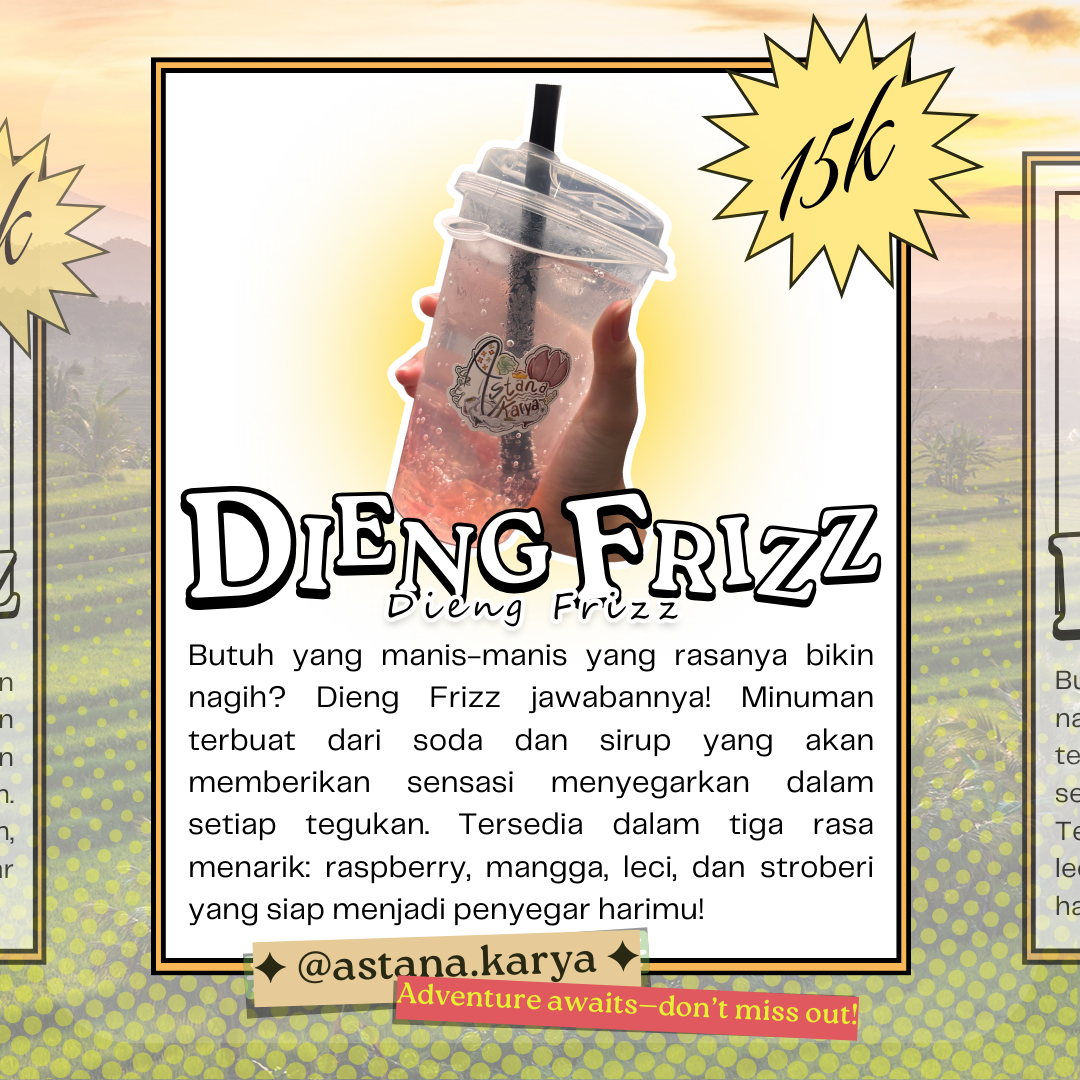 15k
k
Astana
Karya
DIENG FRIZZ
Dieng Frizz
Butuh yang manis-manis yang rasanya bikin
nagih? Dieng Frizz jawabannya! Minuman
terbuat dari soda dan sirup yang akan
memberikan sensasi menyegarkan dalam
setiap tegukan. Tersedia dalam tiga rasa
menarik: raspberry, mangga, leci, dan stroberi
yang siap menjadi penyegar harimu!
@astana.karya
Adventure awaits—don't miss out!